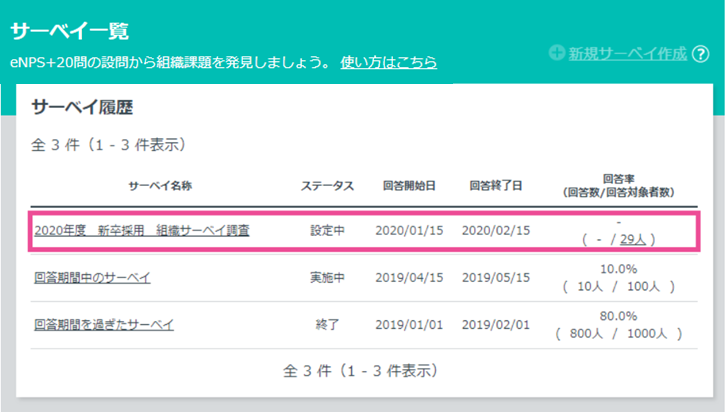 サーベイ一覧
eNPS+20問の設問から組織課題を発見しましょう。 使い方はこちら
新規サーベイ作成 ?
サーベイ履歴
全 3 件（1 - 3 件表示）
サーベイ名称 ステータス 回答開始日 回答終了日 回答率
（回答数/回答対象者数）
2020年度　新卒採用　組織サーベイ調査 設定中 2020/01/15 2020/02/15 -
( - / 29人 )
回答期間中のサーベイ 実施中 2019/04/15 2019/05/15 10.0%
( 10人 / 100人 )
回答期間を過ぎたサーベイ 終了 2019/01/01 2019/02/01 80.0%
( 800人 / 1000人 )
全 3 件（1 - 3 件表示）